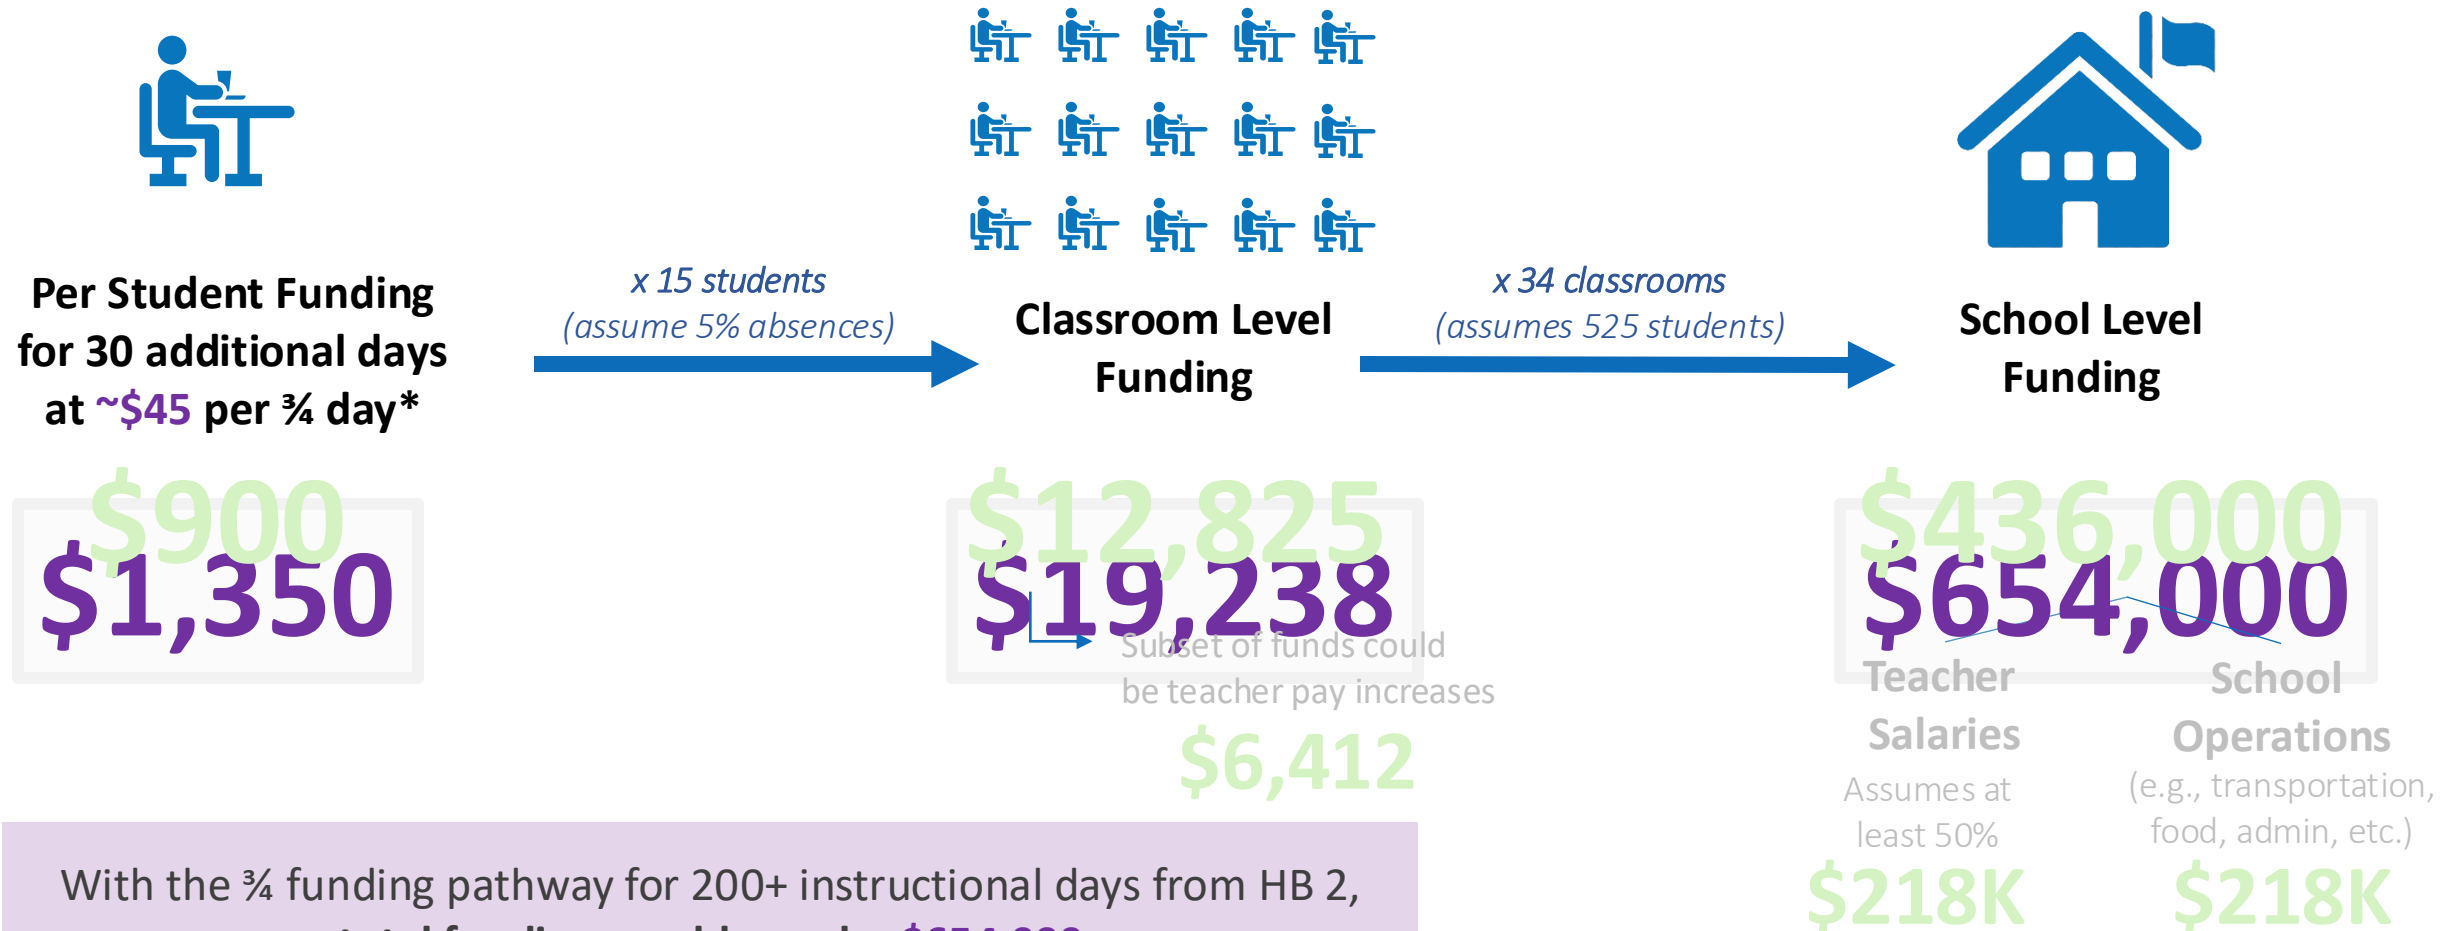 Per Student Funding
for 30 additional days
at ~$45 per ¾ day*
$900
$1,350
x 15 students
(assume 5% absences)
Classroom Level
Funding
$12,825
$19,238
Subset of funds could
be teacher pay increases
$6,412
x 34 classrooms
(assumes 525 students)
School Level
Funding
$436,000
$654,000
Teacher
Salaries
Assumes at
least 50%
$218K
School
Operations
(e.g., transportation,
food, admin, etc.)
$218K
With the ¾ funding pathway for 200+ instructional days from HB 2,
$654,000